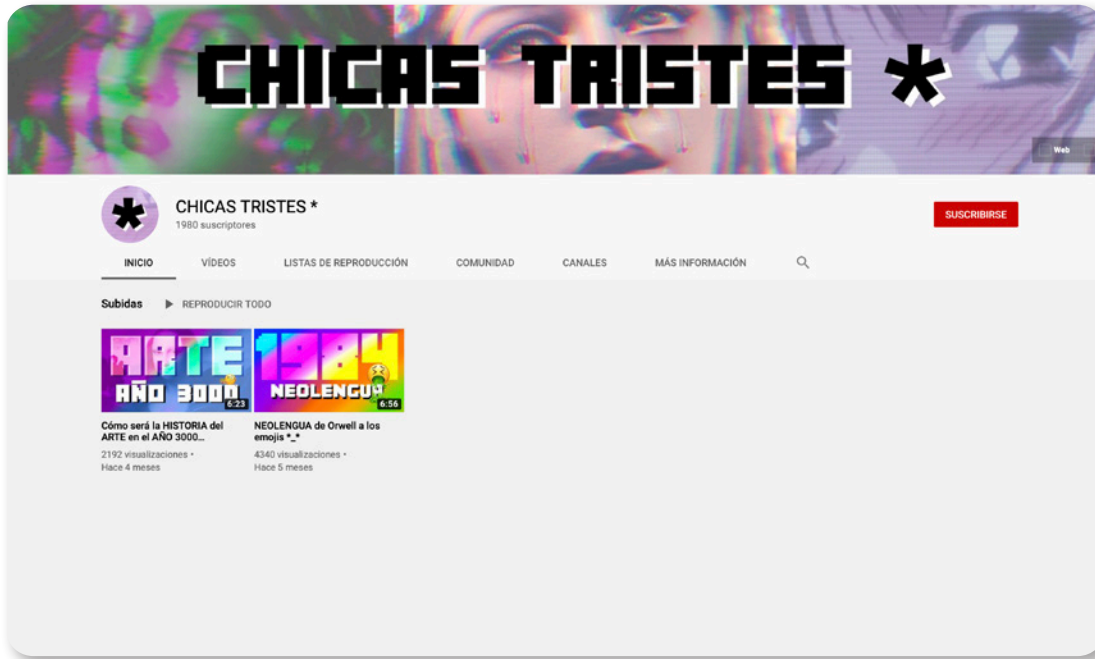 CHICAS TRISTES *
Web
CHICAS TRISTES *
1980 suscriptores
SUSCRIBIRSE
INICIO VÍDEOS LISTAS DE REPRODUCCIÓN COMUNIDAD CANALES MÁS INFORMACIÓN
Subidas REPRODUCIR TODO
ARTE
AÑO 3000
6:23
1984
NEOLENGUA
6:56
Cómo será la HISTORIA del
ARTE en el AÑO 3000...
2192 visualizaciones •
Hace 4 meses
NEOLENGUA de Orwell a los
emojis *_*
4340 visualizaciones •
Hace 5 meses